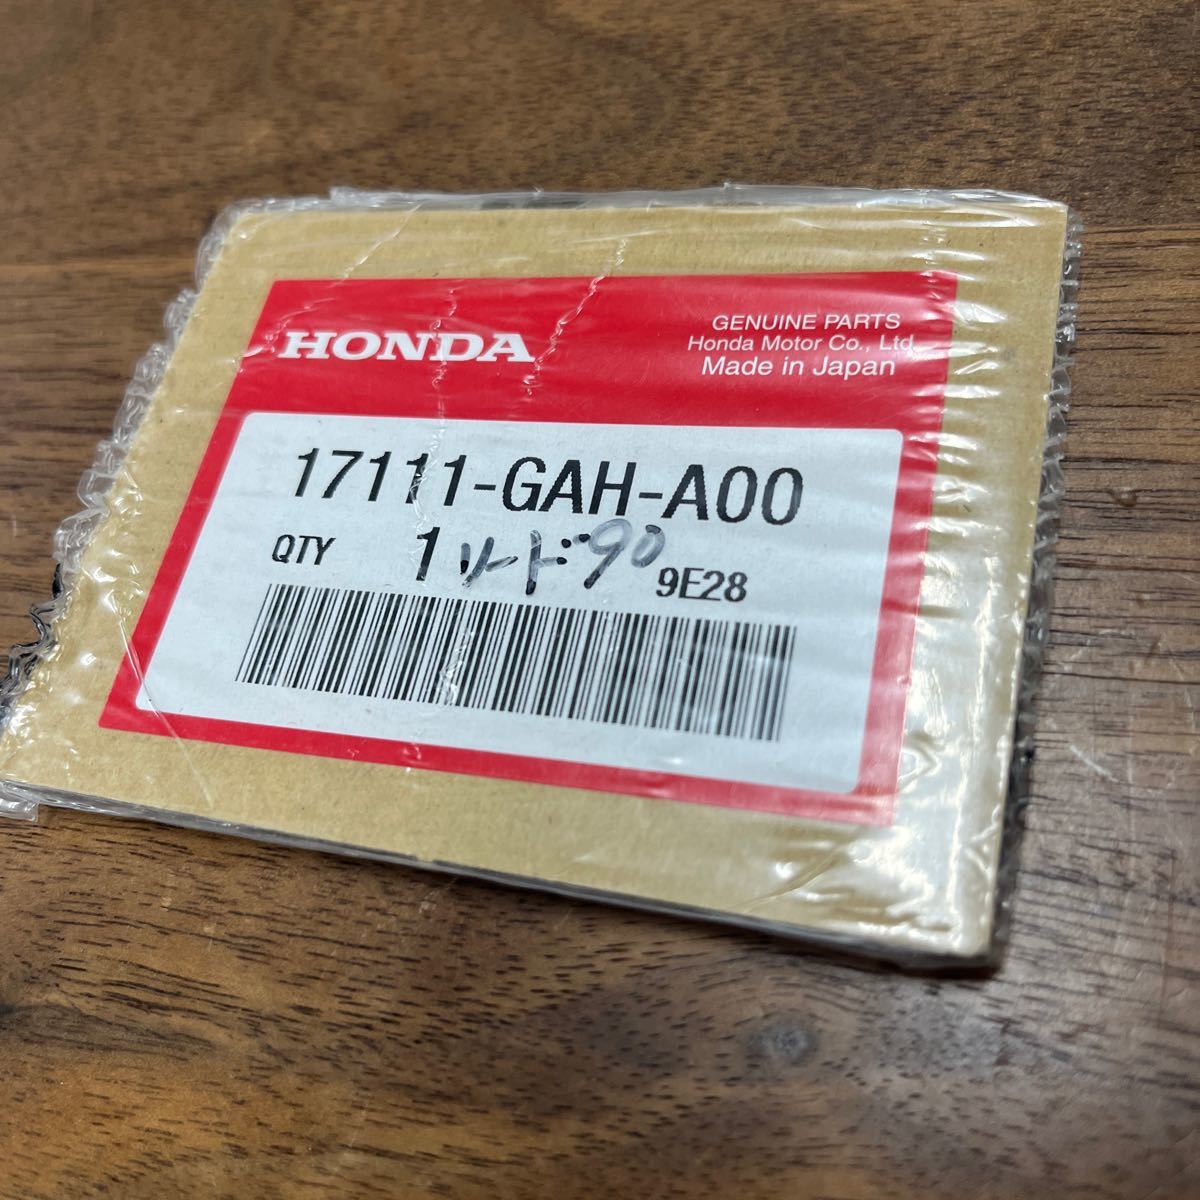 HONDA
GENUINE PARTS
Honda Motor Co., Ltd.
Made in Japan
17111-GAH-A00
QTY 1 リード90 9E28